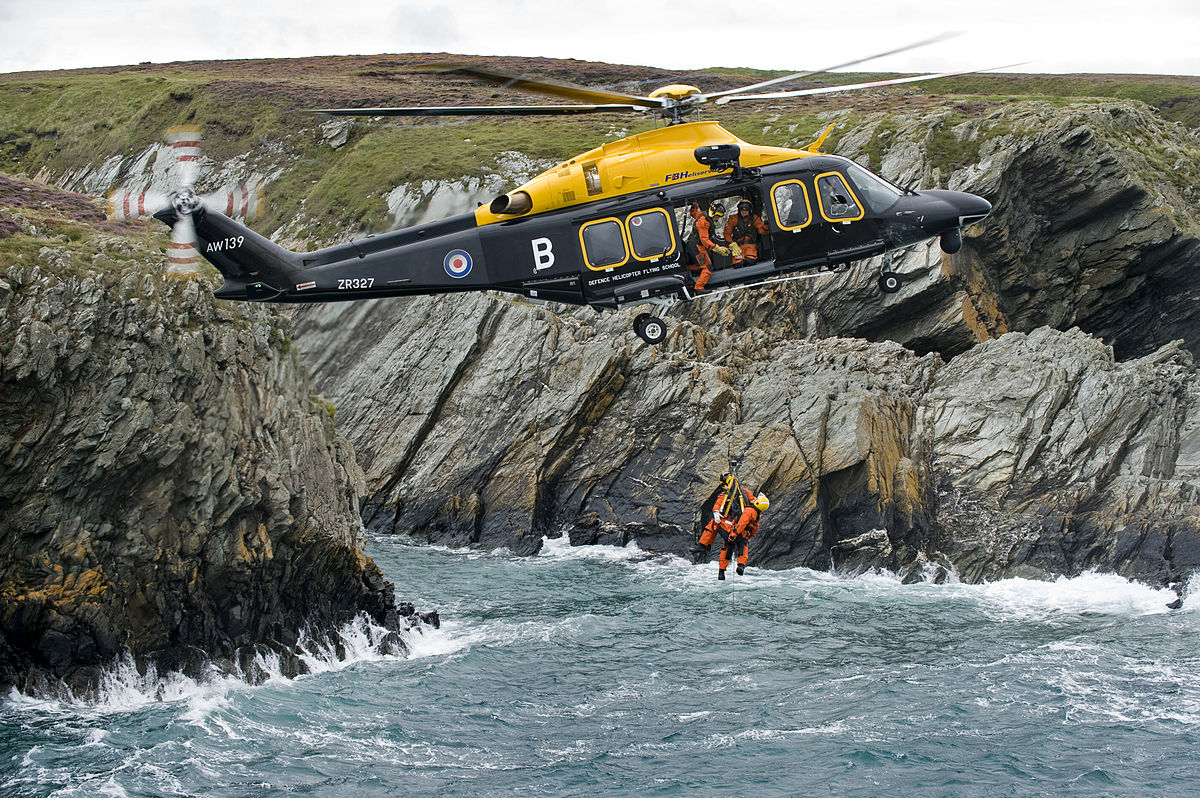 FBHeliservices
AW139
B
ZR327
DEFENCE HELICOPTER FLYING SCHOOL